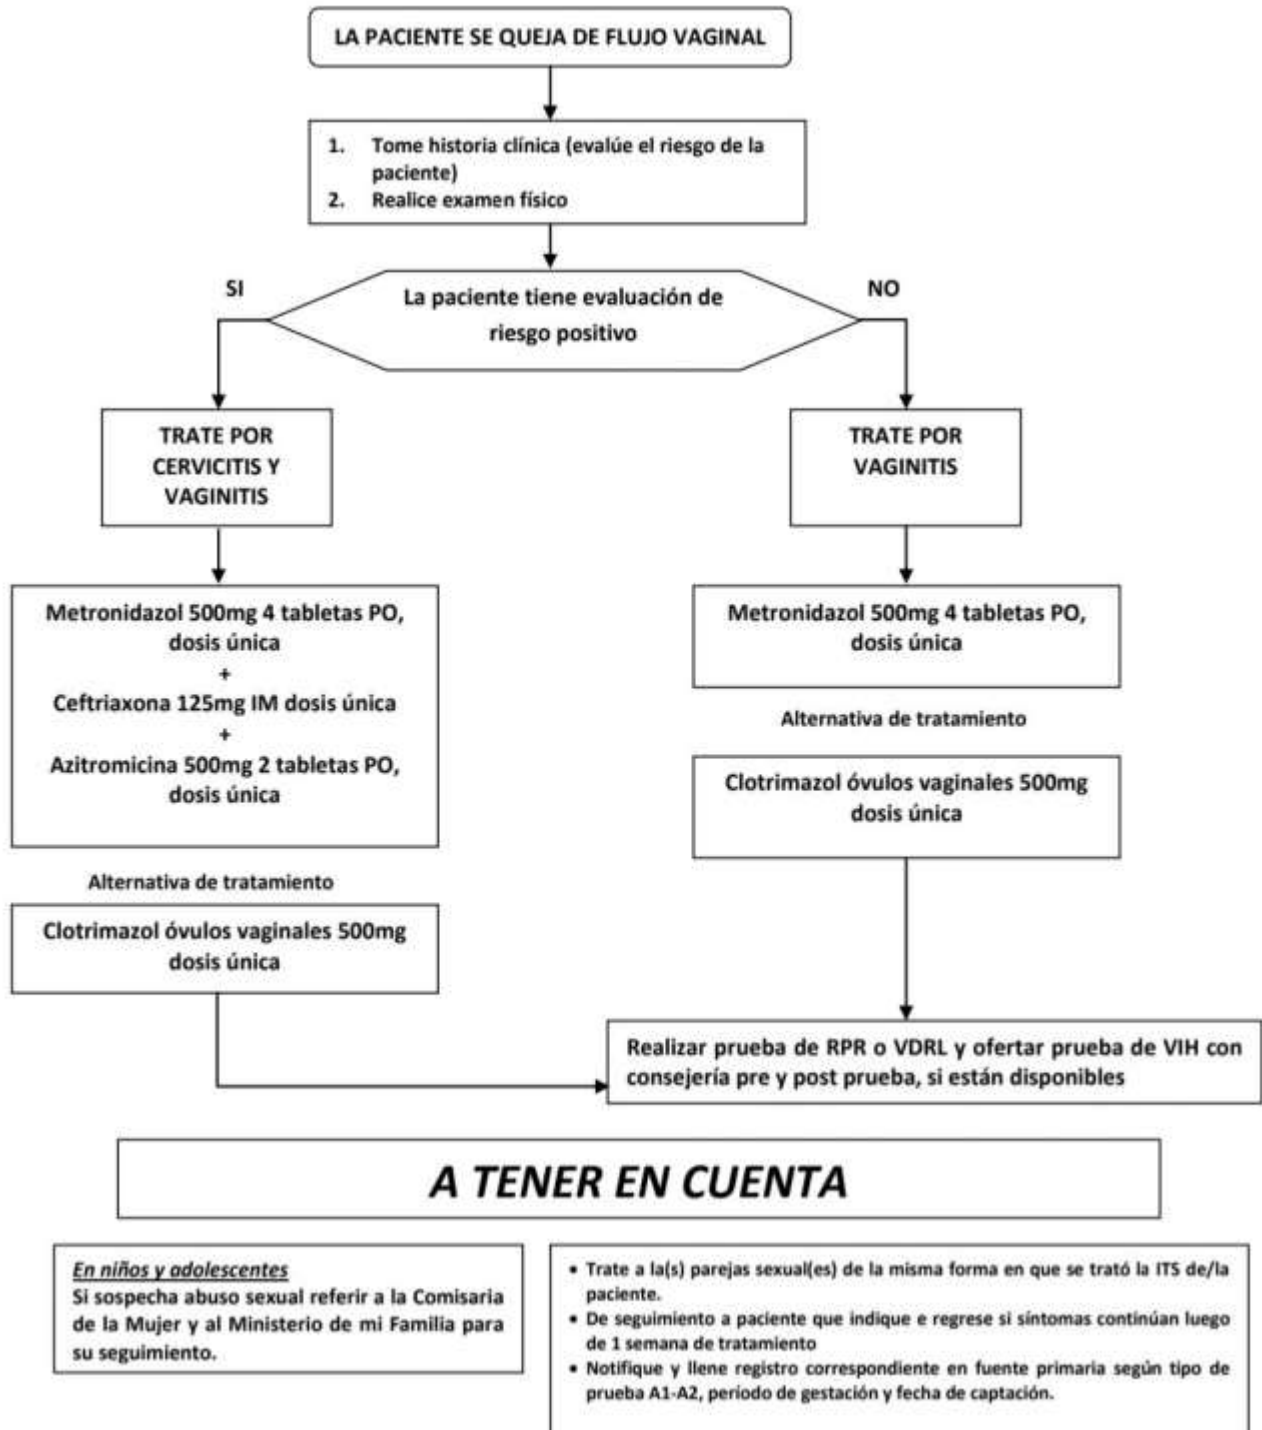 LA PACIENTE SE QUEJA DE FLUJO VAGINAL
1. Tome historia clínica (evalúe el riesgo de la
paciente)
2. Realice examen físico
SI
La paciente tiene evaluación de
riesgo positivo
NO
TRATE POR
CERVICITIS Y
VAGINITIS
TRATE POR
VAGINITIS
Metronidazol 500mg 4 tabletas PO,
dosis única
+
Ceftriaxona 125mg IM dosis única
+
Azitromicina 500mg 2 tabletas PO,
dosis única
Metronidazol 500mg 4 tabletas PO,
dosis única
Alternativa de tratamiento
Clotrimazol óvulos vaginales 500mg
dosis única
Alternativa de tratamiento
Clotrimazol óvulos vaginales 500mg
dosis única
Realizar prueba de RPR o VDRL y ofertar prueba de VIH con
consejería pre y post prueba, si están disponibles
A TENER EN CUENTA
En niños y adolescentes
Si sospecha abuso sexual referir a la Comisaria
de la Mujer y al Ministerio de mi Familia para
su seguimiento.
• Trate a la(s) parejas sexual(es) de la misma forma en que se trató la ITS de/la
paciente.
• De seguimiento a paciente que indique e regrese si síntomas continúan luego
de 1 semana de tratamiento
• Notifique y llene registro correspondiente en fuente primaria según tipo de
prueba A1-A2, periodo de gestación y fecha de captación.